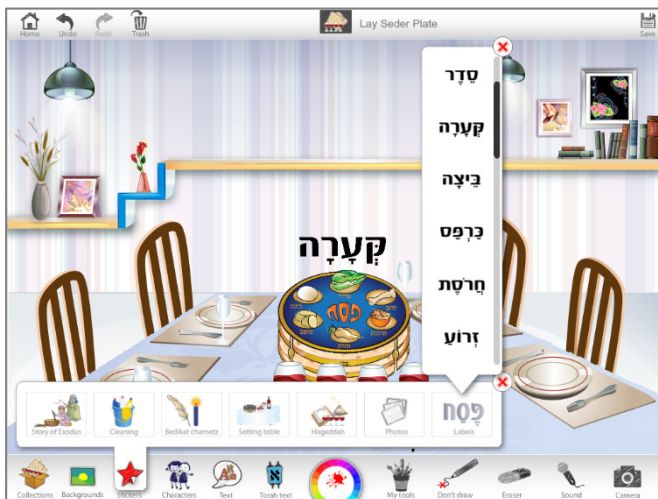 Home
Undo
Redo
Trash
Lay Seder Plate
Save
סֵדֶר
קְּעָרָה
בֵּיצָה
כַּרְפַּס
חֲרֹסֶת
זְרוֹעַ
קְּעָרָה
פסח
Story of Exodus
Cleaning
Bedikat chametz
Setting table
Hagaddah
Photos
פֶּסַח
Labels
Collections
Backgrounds
Stickers
Characters
Text
Torah text
My tools
Don't draw
Eraser
Sound
Camera